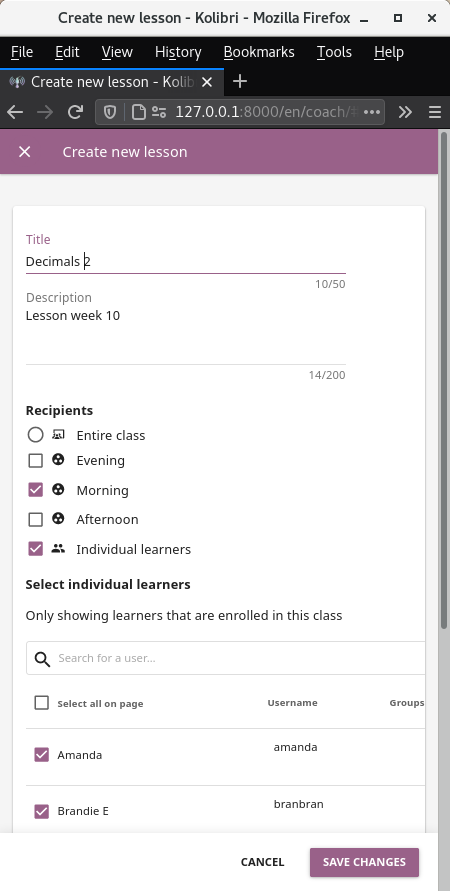 Create new lesson - Kolibri - Mozilla Firefox
File Edit View History Bookmarks Tools Help
Create new lesson - Kolib
127.0.0.1:8000/en/coach/
Create new lesson
Title
Decimals 2
10/50
Description
Lesson week 10
14/200
Recipients
Entire class
Evening
Morning
Afternoon
Individual learners
Select individual learners
Only showing learners that are enrolled in this class
Search for a user...
Select all on page Username Groups
Amanda amanda
Brandie E branbran
CANCEL SAVE CHANGES